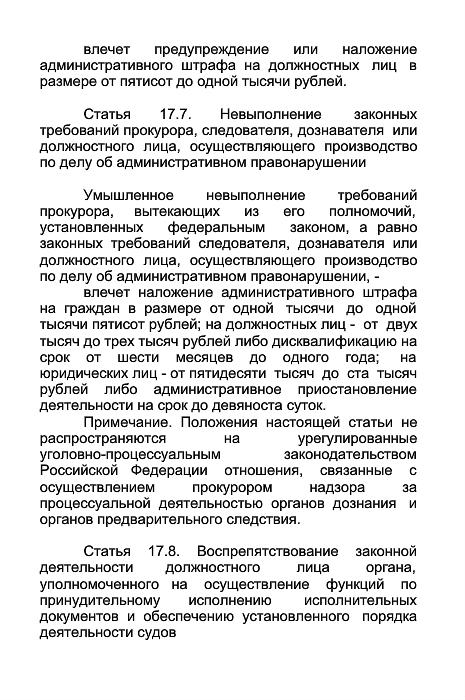 влечет предупреждение или наложение
административного штрафа на должностных лиц в
размере от пятисот до одной тысячи рублей.
Статья 17.7. Невыполнение законных
требований прокурора, следователя, дознавателя или
должностного лица, осуществляющего производство
по делу об административном правонарушении
Умышленное невыполнение требований
прокурора, вытекающих из его полномочий,
установленных федеральным законом, а равно
законных требований следователя, дознавателя или
должностного лица, осуществляющего производство
по делу об административном правонарушении, -
влечет наложение административного штрафа
на граждан в размере от одной тысячи до одной
тысячи пятисот рублей; на должностных лиц - от двух
тысяч до трех тысяч рублей либо дисквалификацию на
срок от шести месяцев до одного года; на
юридических лиц - от пятидесяти тысяч до ста тысяч
рублей либо административное приостановление
деятельности на срок до девяноста суток.
Примечание. Положения настоящей статьи не
распространяются на урегулированные
уголовно-процессуальным законодательством
Российской Федерации отношения, связанные с
осуществлением прокурором надзора за
процессуальной деятельностью органов дознания и
органов предварительного следствия.
Статья 17.8. Воспрепятствование законной
деятельности должностного лица органа,
уполномоченного на осуществление функций по
принудительному исполнению исполнительных
документов и обеспечению установленного порядка
деятельности судов